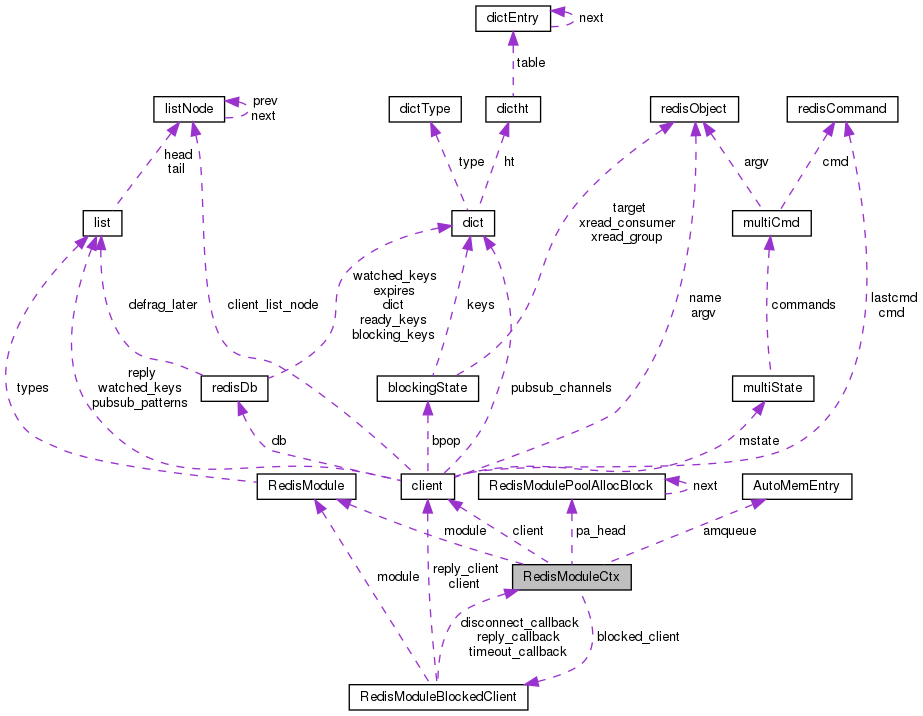 dictEntry
next
table
listNode
prev
next
dictType
dictht
redisObject
redisCommand
head
tail
type
ht
argv
cmd
list
dict
multiCmd
target
xread_consumer
xread_group
watched_keys
expires
dict
ready_keys
blocking_keys
defrag_later
client_list_node
keys
name
argv
commands
lastcmd
cmd
types
reply
watched_keys
pubsub_patterns
redisDb
blockingState
pubsub_channels
multiState
db
bpop
mstate
RedisModule
client
RedisModulePoolAllocBlock
next
AutoMemEntry
module
client
pa_head
amqueue
RedisModuleCtx
module
reply_client
client
disconnect_callback
reply_callback
timeout_callback
blocked_client
RedisModuleBlockedClient